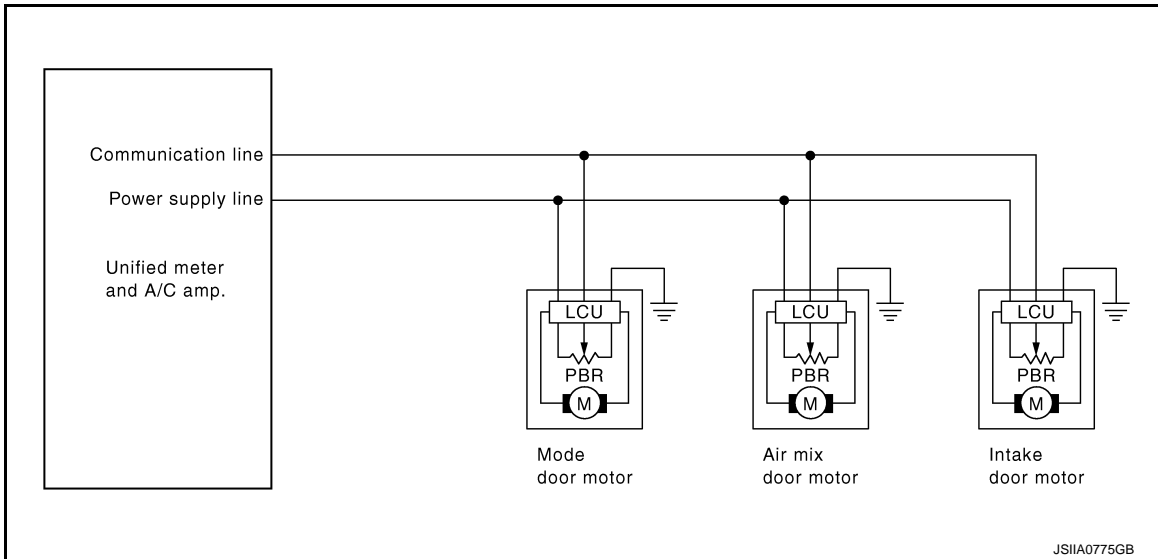 Communication line
Power supply line
Unified meter
and A/C amp.
LCU
PBR
M
Mode
door motor
LCU
PBR
M
Air mix
door motor
LCU
PBR
M
Intake
door motor
JSIIA0775GB